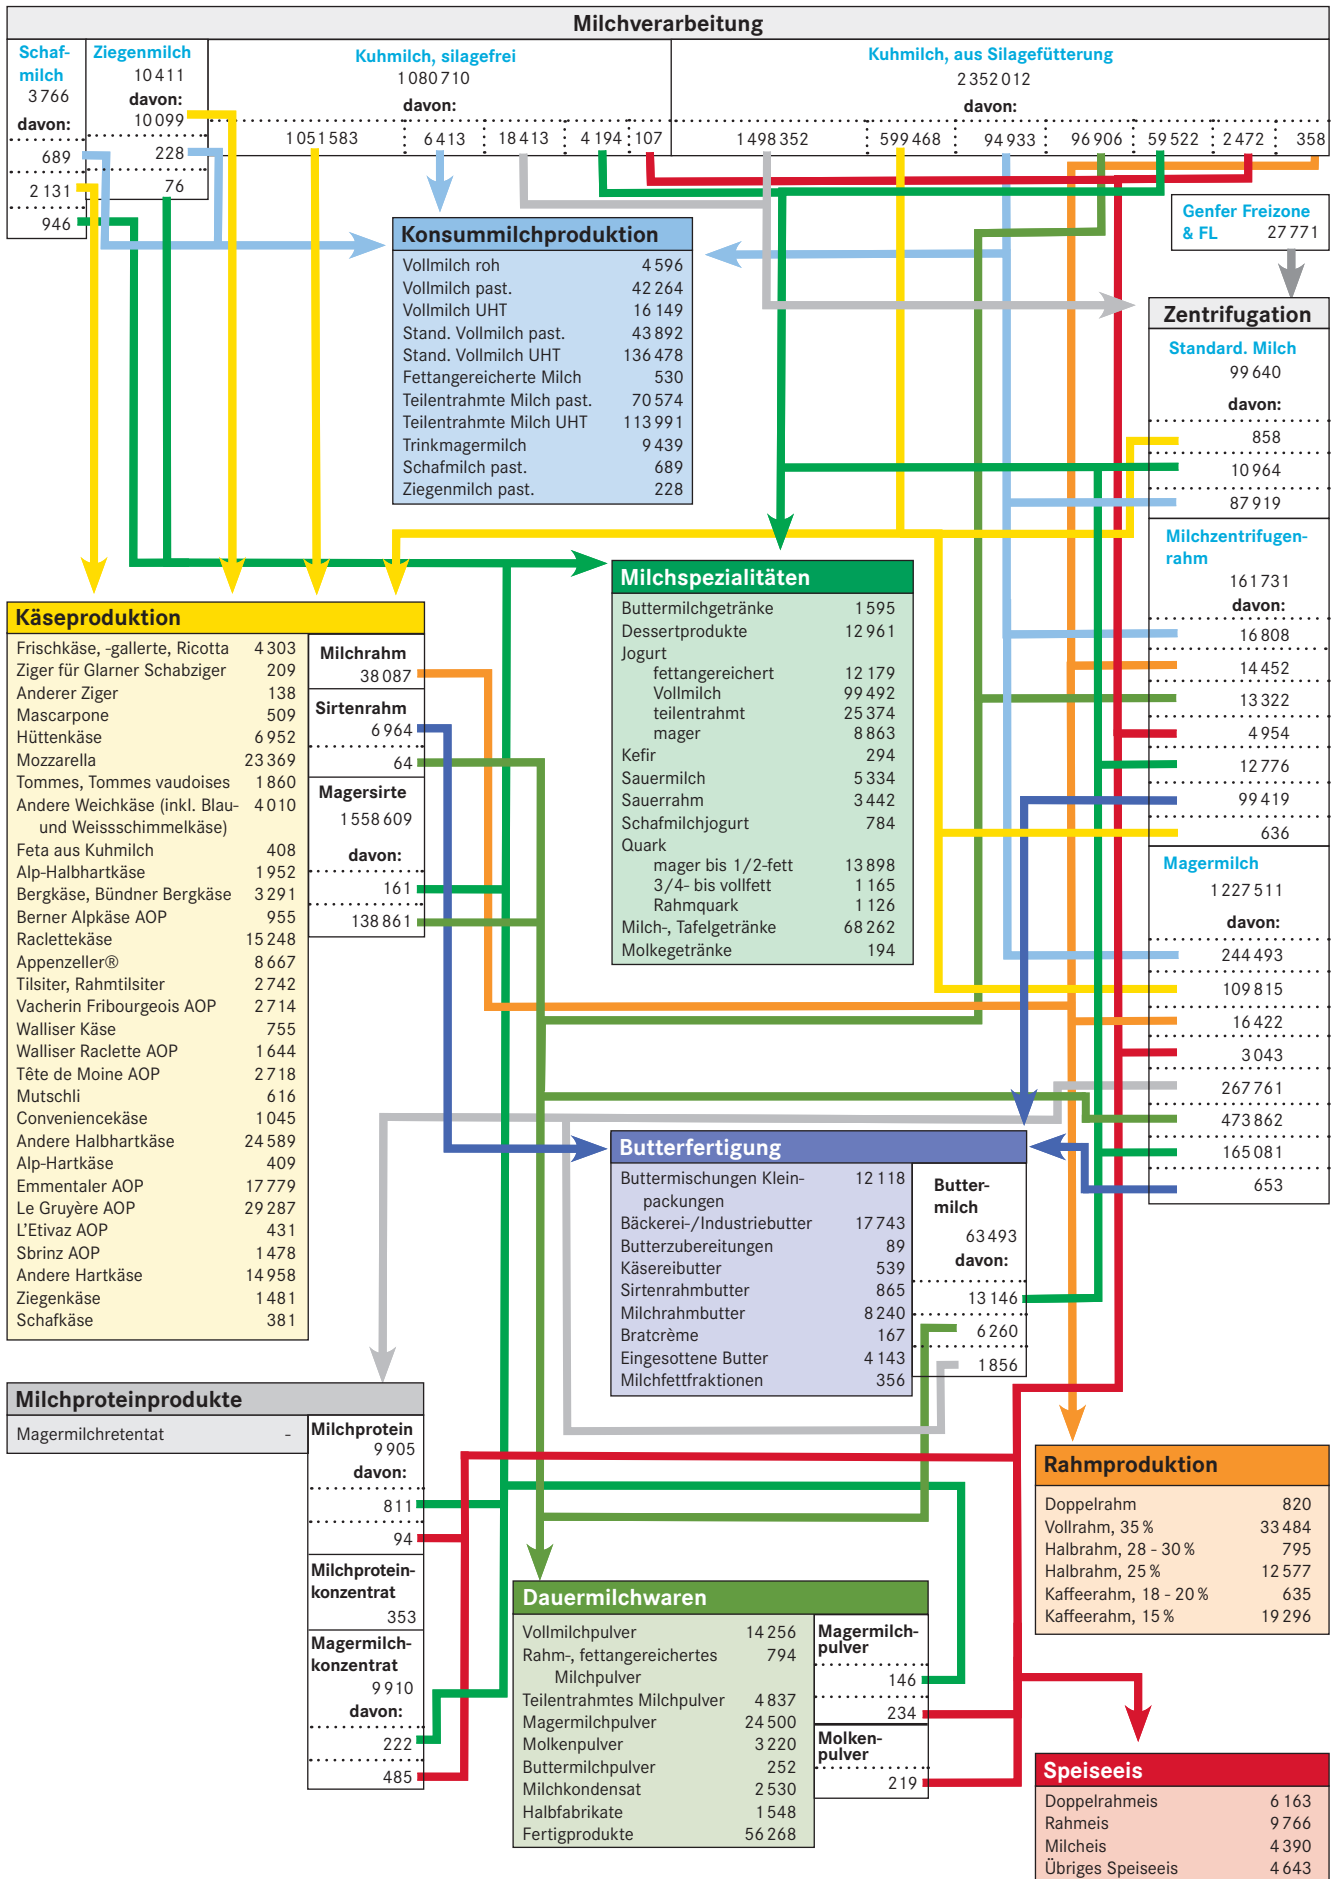 Milchverarbeitung
Schaf-
milch
3 766
davon:
689
2 131
946
Ziegenmilch
10 411
davon:
10 099
228
76
Kuhmilch, silagefrei
1 080 710
davon:
1 051 583 6 413 18 413 4 194 107
Kuhmilch, aus Silagefütterung
2 352 012
davon:
1 498 352 599 468 94 933 96 906 59 522 2 472 358
Genfer Freizone
& FL 27 771
Konsummilchproduktion
Vollmilch roh 4 596
Vollmilch past. 42 264
Vollmilch UHT 16 149
Stand. Vollmilch past. 43 892
Stand. Vollmilch UHT 136 478
Fettangereicherte Milch 530
Teilentrahmte Milch past. 70 574
Teilentrahmte Milch UHT 113 991
Trinkmagermilch 9 439
Schafmilch past. 689
Ziegenmilch past. 228
Zentrifugation
Standard. Milch
99 640
davon:
858
10 964
87 919
Milchzentrifugen-
rahm
161 731
davon:
16 808
14 452
13 322
4 954
12 776
99 419
636
Magermilch
1 227 511
davon:
244 493
109 815
16 422
3 043
267 761
473 862
165 081
653
Käseproduktion
Frischkäse, -gallerte, Ricotta 4 303
Ziger für Glarner Schabziger 209
Anderer Ziger 138
Mascarpone 509
Hüttenkäse 6 952
Mozzarella 23 369
Tommes, Tommes vaudoises 1 860
Andere Weichkäse (inkl. Blau- 4 010
und Weissschimmelkäse)
Feta aus Kuhmilch 408
Alp-Halbhartkäse 1 952
Bergkäse, Bündner Bergkäse 3 291
Berner Alpkäse AOP 955
Raclettekäse 15 248
Appenzeller® 8 667
Tilsiter, Rahmtilsiter 2 742
Vacherin Fribourgeois AOP 2 714
Walliser Käse 755
Walliser Raclette AOP 1 644
Tête de Moine AOP 2 718
Mutschli 616
Conveniencekäse 1 045
Andere Halbhartkäse 24 589
Alp-Hartkäse 409
Emmentaler AOP 17 779
Le Gruyère AOP 29 287
L'Etivaz AOP 431
Sbrinz AOP 1 478
Andere Hartkäse 14 958
Ziegenkäse 1 481
Schafkäse 381
Milchrahm
38 087
Sirtenrahm
6 964
64
Magersirte
1 558 609
davon:
161
138 861
Milchspezialitäten
Buttermilchgetränke 1 595
Dessertprodukte 12 961
Jogurt
fettangereichert 12 179
Vollmilch 99 492
teilentrahmt 25 374
mager 8 863
Kefir 294
Sauermilch 5 334
Sauerrahm 3 442
Schafmilchjogurt 784
Quark
mager bis 1/2-fett 13 898
3/4- bis vollfett 1 165
Rahmquark 1 126
Milch-, Tafelgetränke 68 262
Molkegetränke 194
Butterfertigung
Buttermischungen Klein- 12 118
packungen
Bäckerei-/Industriebutter 17 743
Butterzubereitungen 89
Käsereibutter 539
Sirtenrahmbutter 865
Milchrahmbutter 8 240
Bratcrème 167
Eingesottene Butter 4 143
Milchfettfraktionen 356
Butter-
milch
63 493
davon:
13 146
6 260
1 856
Milchproteinprodukte
Magermilchretentat -
Milchprotein
9 905
davon:
811
94
Milchprotein-
konzentrat
353
Magermilch-
konzentrat
9 910
davon:
222
485
Rahmproduktion
Doppelrahm 820
Vollrahm, 35 % 33 484
Halbrahm, 28 - 30 % 795
Halbrahm, 25 % 12 577
Kaffeerahm, 18 - 20 % 635
Kaffeerahm, 15 % 19 296
Dauermilchwaren
Vollmilchpulver 14 256
Rahm-, fettangereichertes 794
Milchpulver
Teilentrahmtes Milchpulver 4 837
Magermilchpulver 24 500
Molkenpulver 3 220
Buttermilchpulver 252
Milchkondensat 2 530
Halbfabrikate 1 548
Fertigprodukte 56 268
Magermilch-
pulver
146
234
Molken-
pulver
219
Speiseeis
Doppelrahmeis 6 163
Rahmeis 9 766
Milcheis 4 390
Übriges Speiseeis 4 643